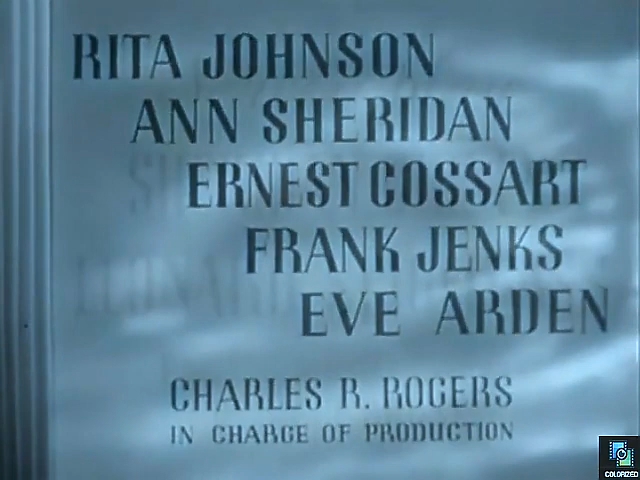 RITA JOHNSON
ANN SHERIDAN
ERNEST COSSART
FRANK JENKS
EVE ARDEN
CHARLES R. ROGERS
IN CHARGE OF PRODUCTION
COLORIZED